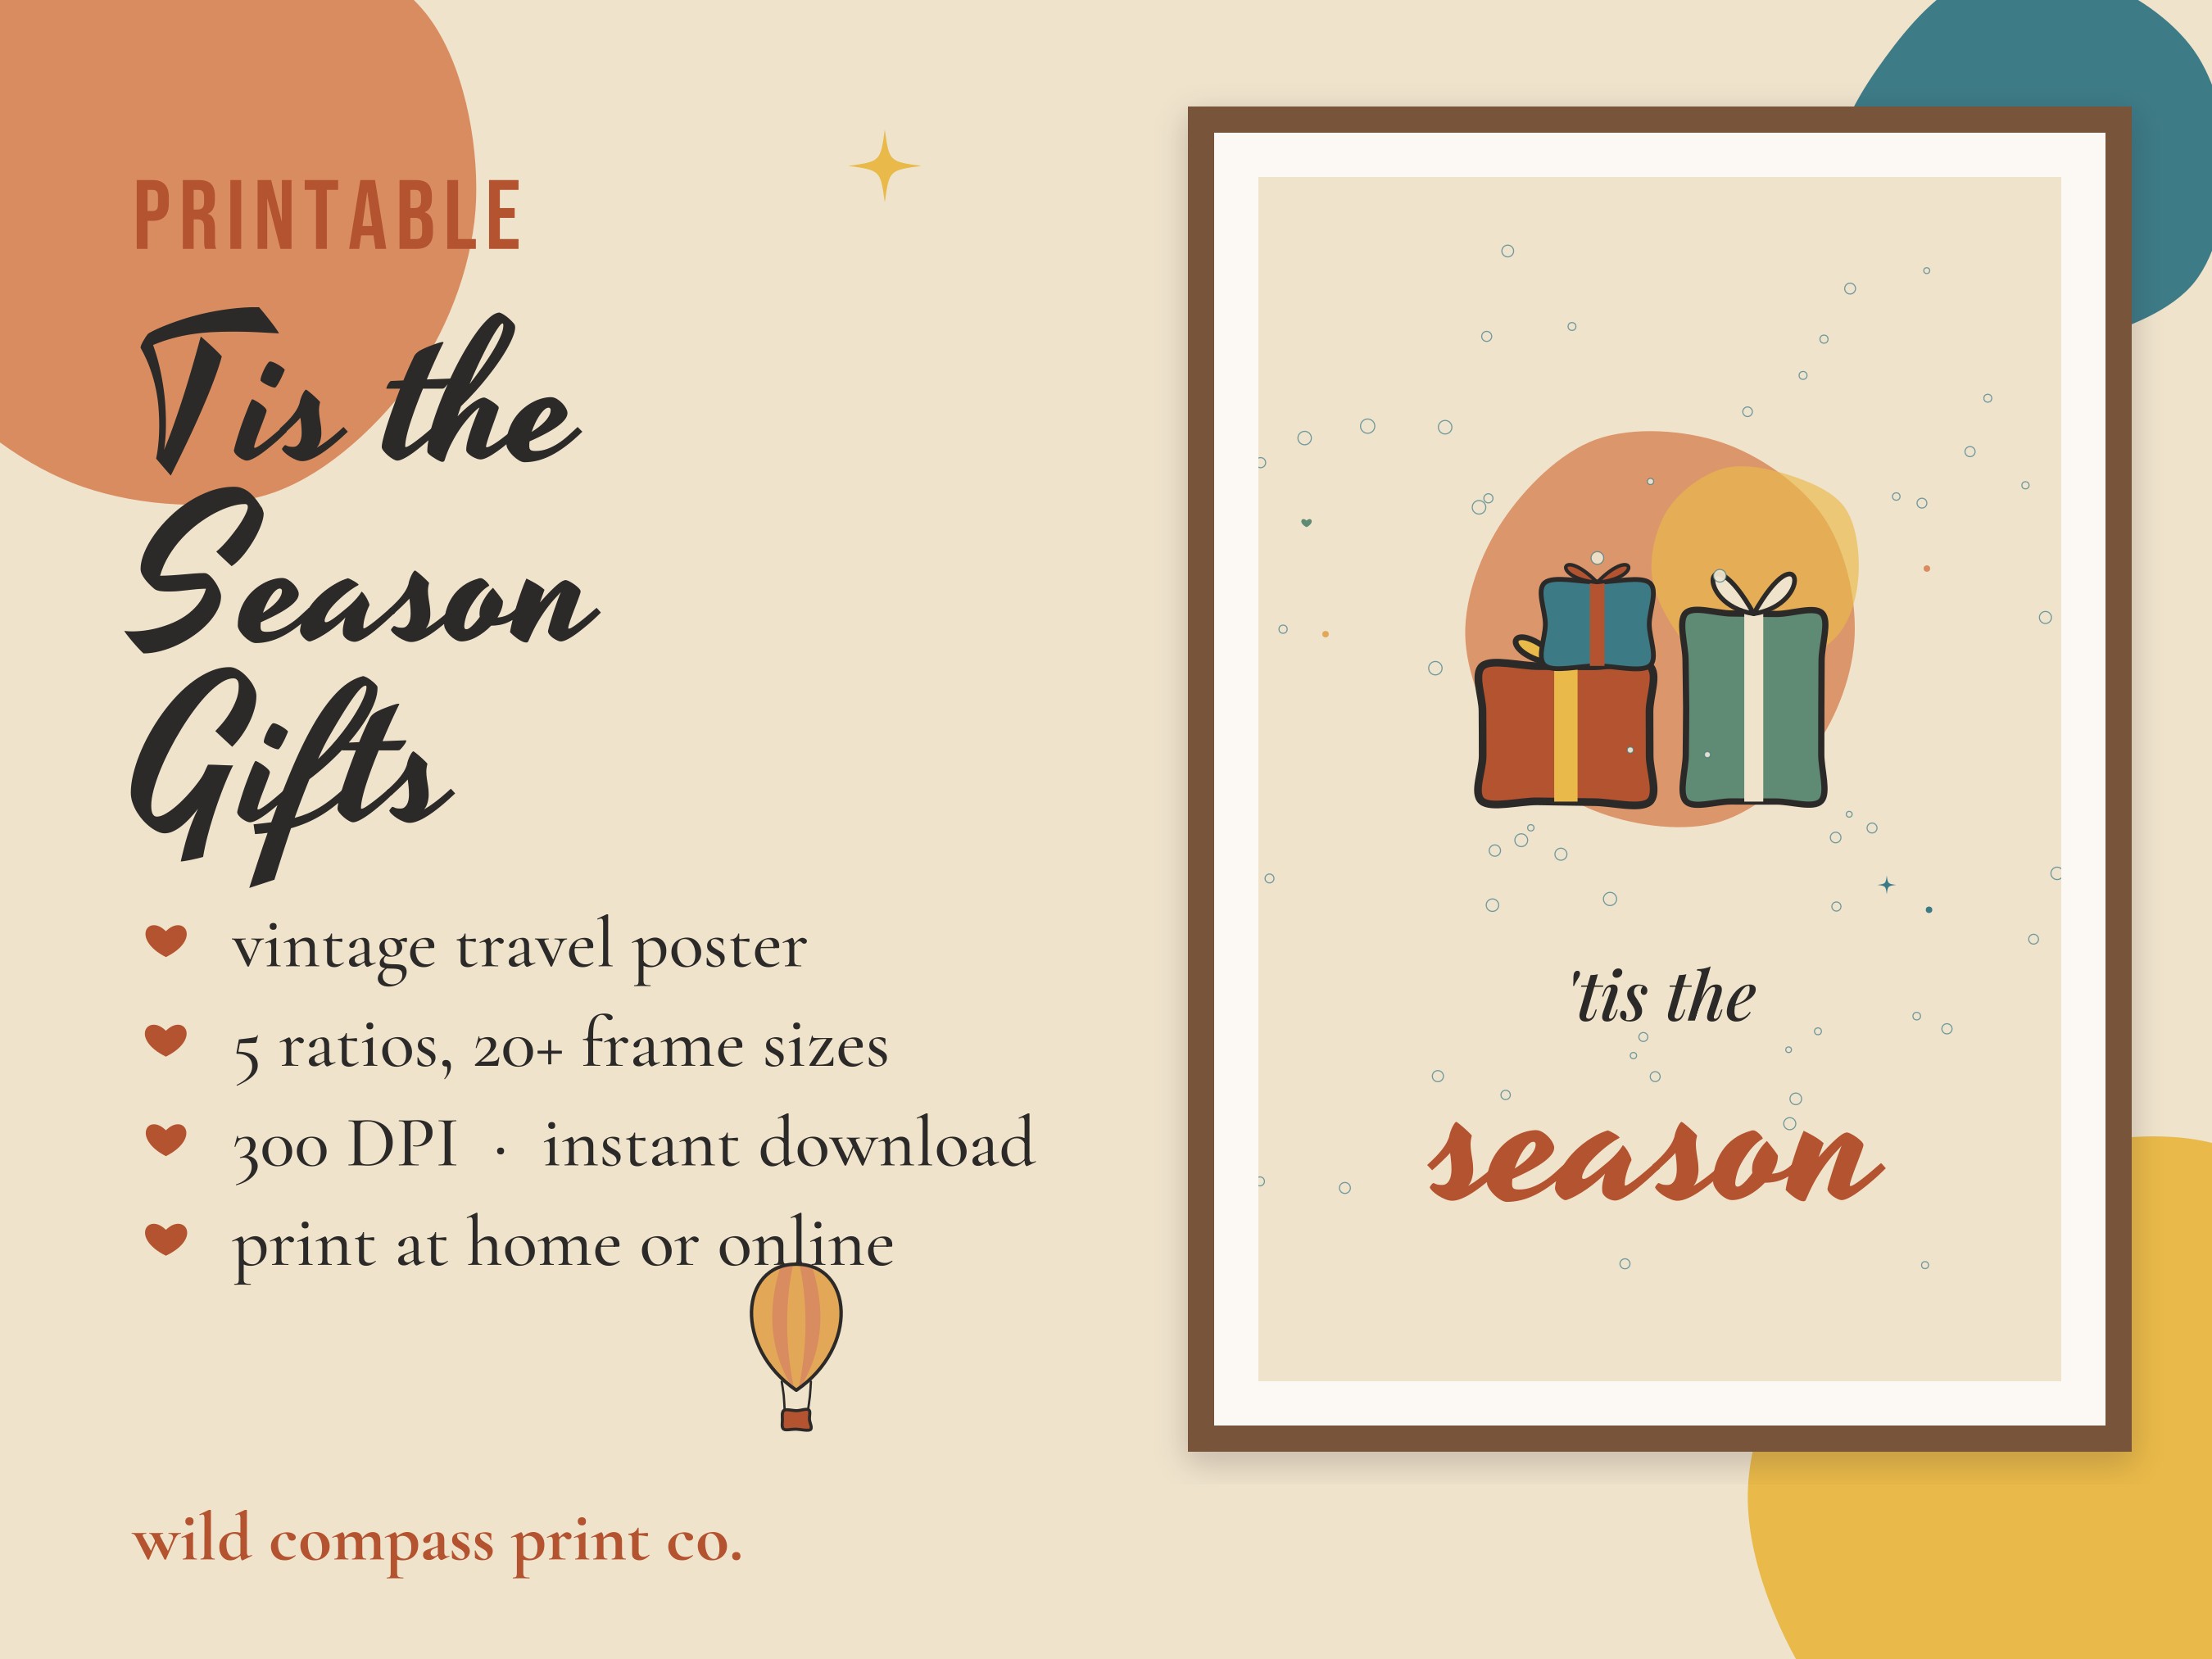 PRINTABLE
Tis the
Season
Gifts
vintage travel poster
5 ratios, 20+ frame sizes
300 DPI · instant download
print at home or online
wild compass print co.
'tis the
season